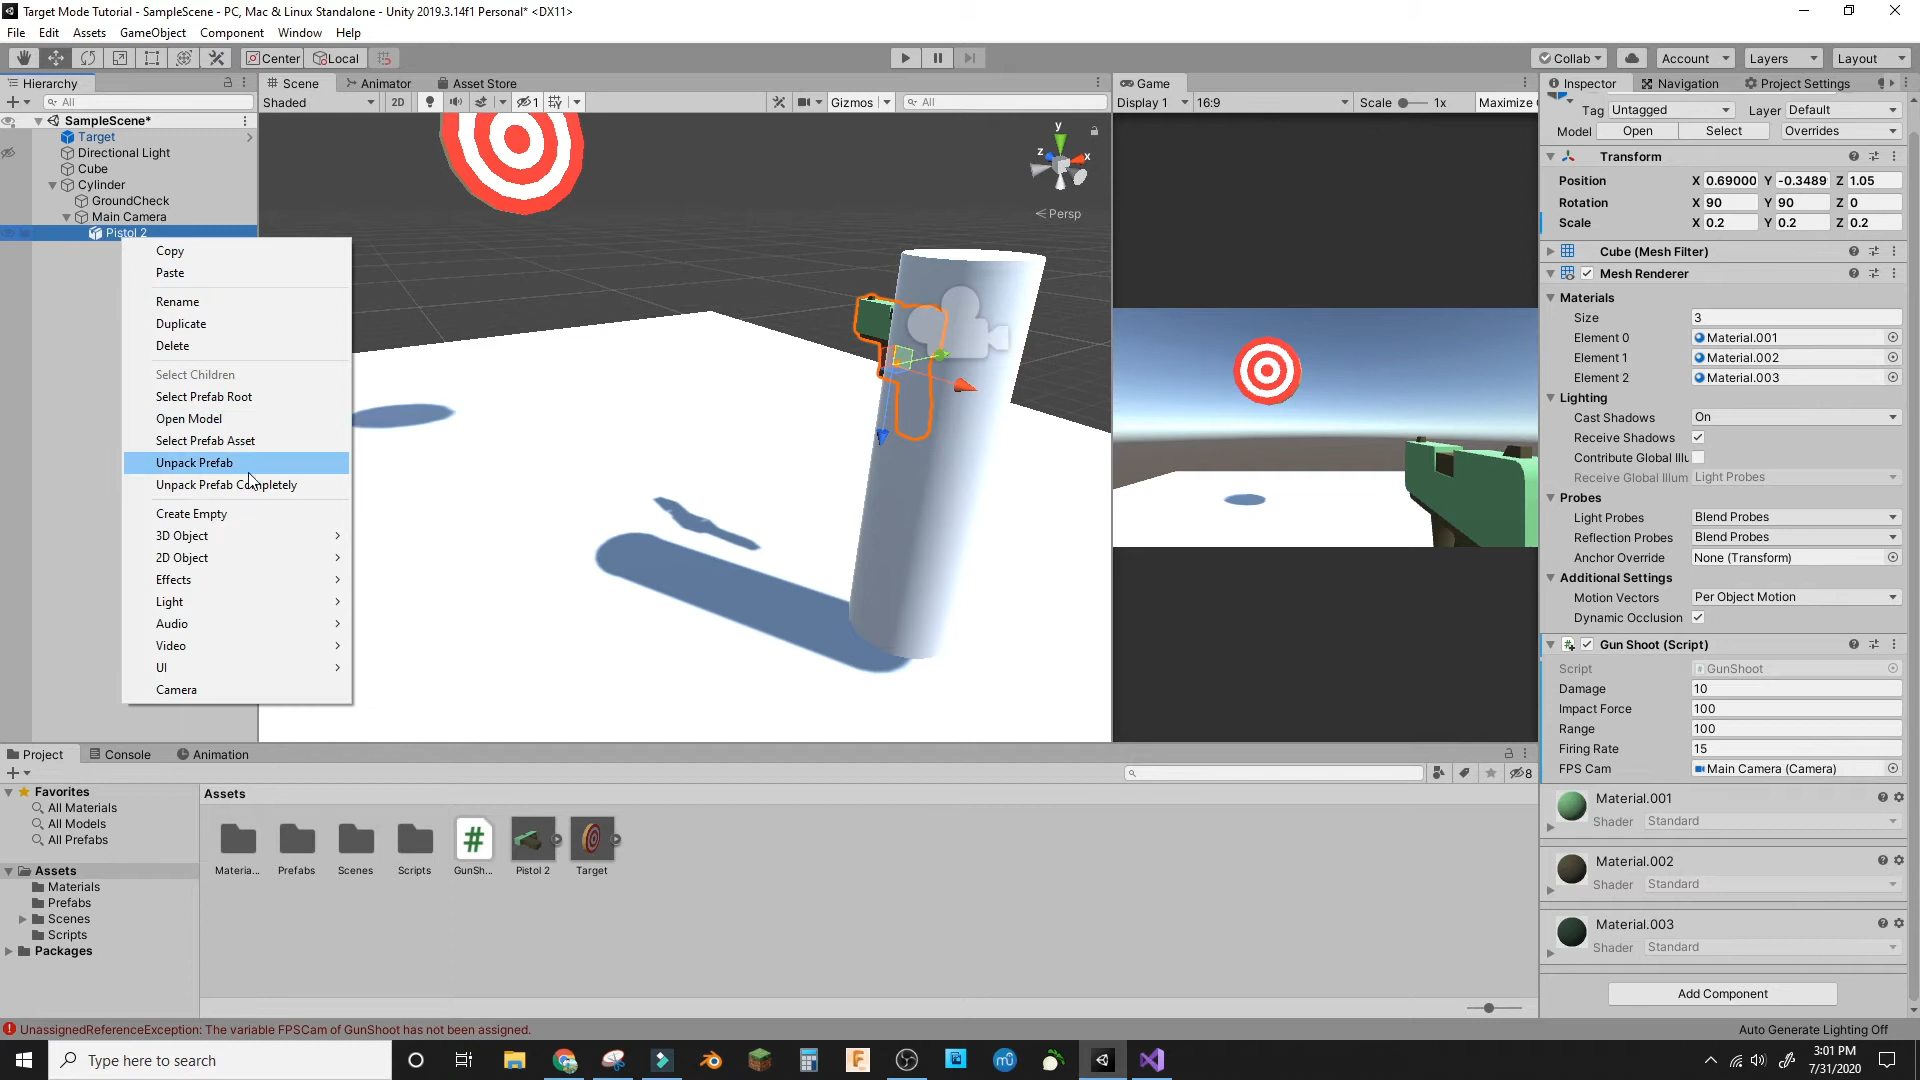 Target Mode Tutorial - SampleScene - PC, Mac & Linux Standalone - Unity 2019.3.14f1 Personal* <DX11>
File Edit Assets GameObject Component Window Help
Center Local Collab Account Layers Layout
Hierarchy
All
SampleScene*
Target
Directional Light
Cube
Cylinder
GroundCheck
Main Camera
Pistol 2
Copy
Paste
Rename
Duplicate
Delete
Select Children
Select Prefab Root
Open Model
Select Prefab Asset
Unpack Prefab
Unpack Prefab Completely
Create Empty
3D Object
2D Object
Effects
Light
Audio
Video
UI
Camera
Scene Animator Asset Store
Shaded 2D 1 Gizmos All
y
z x
Persp
Game
Display 1 16:9 Scale 1x Maximize
Inspector Navigation Project Settings
Tag Untagged Layer Default
Model Open Select Overrides
Transform
Position X 0.69000 Y -0.3489 Z 1.05
Rotation X 90 Y 90 Z 0
Scale X 0.2 Y 0.2 Z 0.2
Cube (Mesh Filter)
Mesh Renderer
Materials
Size 3
Element 0 Material.001
Element 1 Material.002
Element 2 Material.003
Lighting
Cast Shadows On
Receive Shadows
Contribute Global Illu
Receive Global Illum Light Probes
Probes
Light Probes Blend Probes
Reflection Probes Blend Probes
Anchor Override None (Transform)
Additional Settings
Motion Vectors Per Object Motion
Dynamic Occlusion
Gun Shoot (Script)
Script GunShoot
Damage 10
Impact Force 100
Range 100
Firing Rate 15
FPS Cam Main Camera (Camera)
Material.001
Shader Standard
Material.002
Shader Standard
Material.003
Shader Standard
Add Component
Project Console Animation
8
Favorites
All Materials
All Models
All Prefabs
Assets
Materials
Prefabs
Scenes
Scripts
Packages
Assets
Materia... Prefabs Scenes Scripts GunSh... Pistol 2 Target
UnassignedReferenceException: The variable FPSCam of GunShoot has not been assigned.
Auto Generate Lighting Off
Type here to search
3:01 PM
7/31/2020